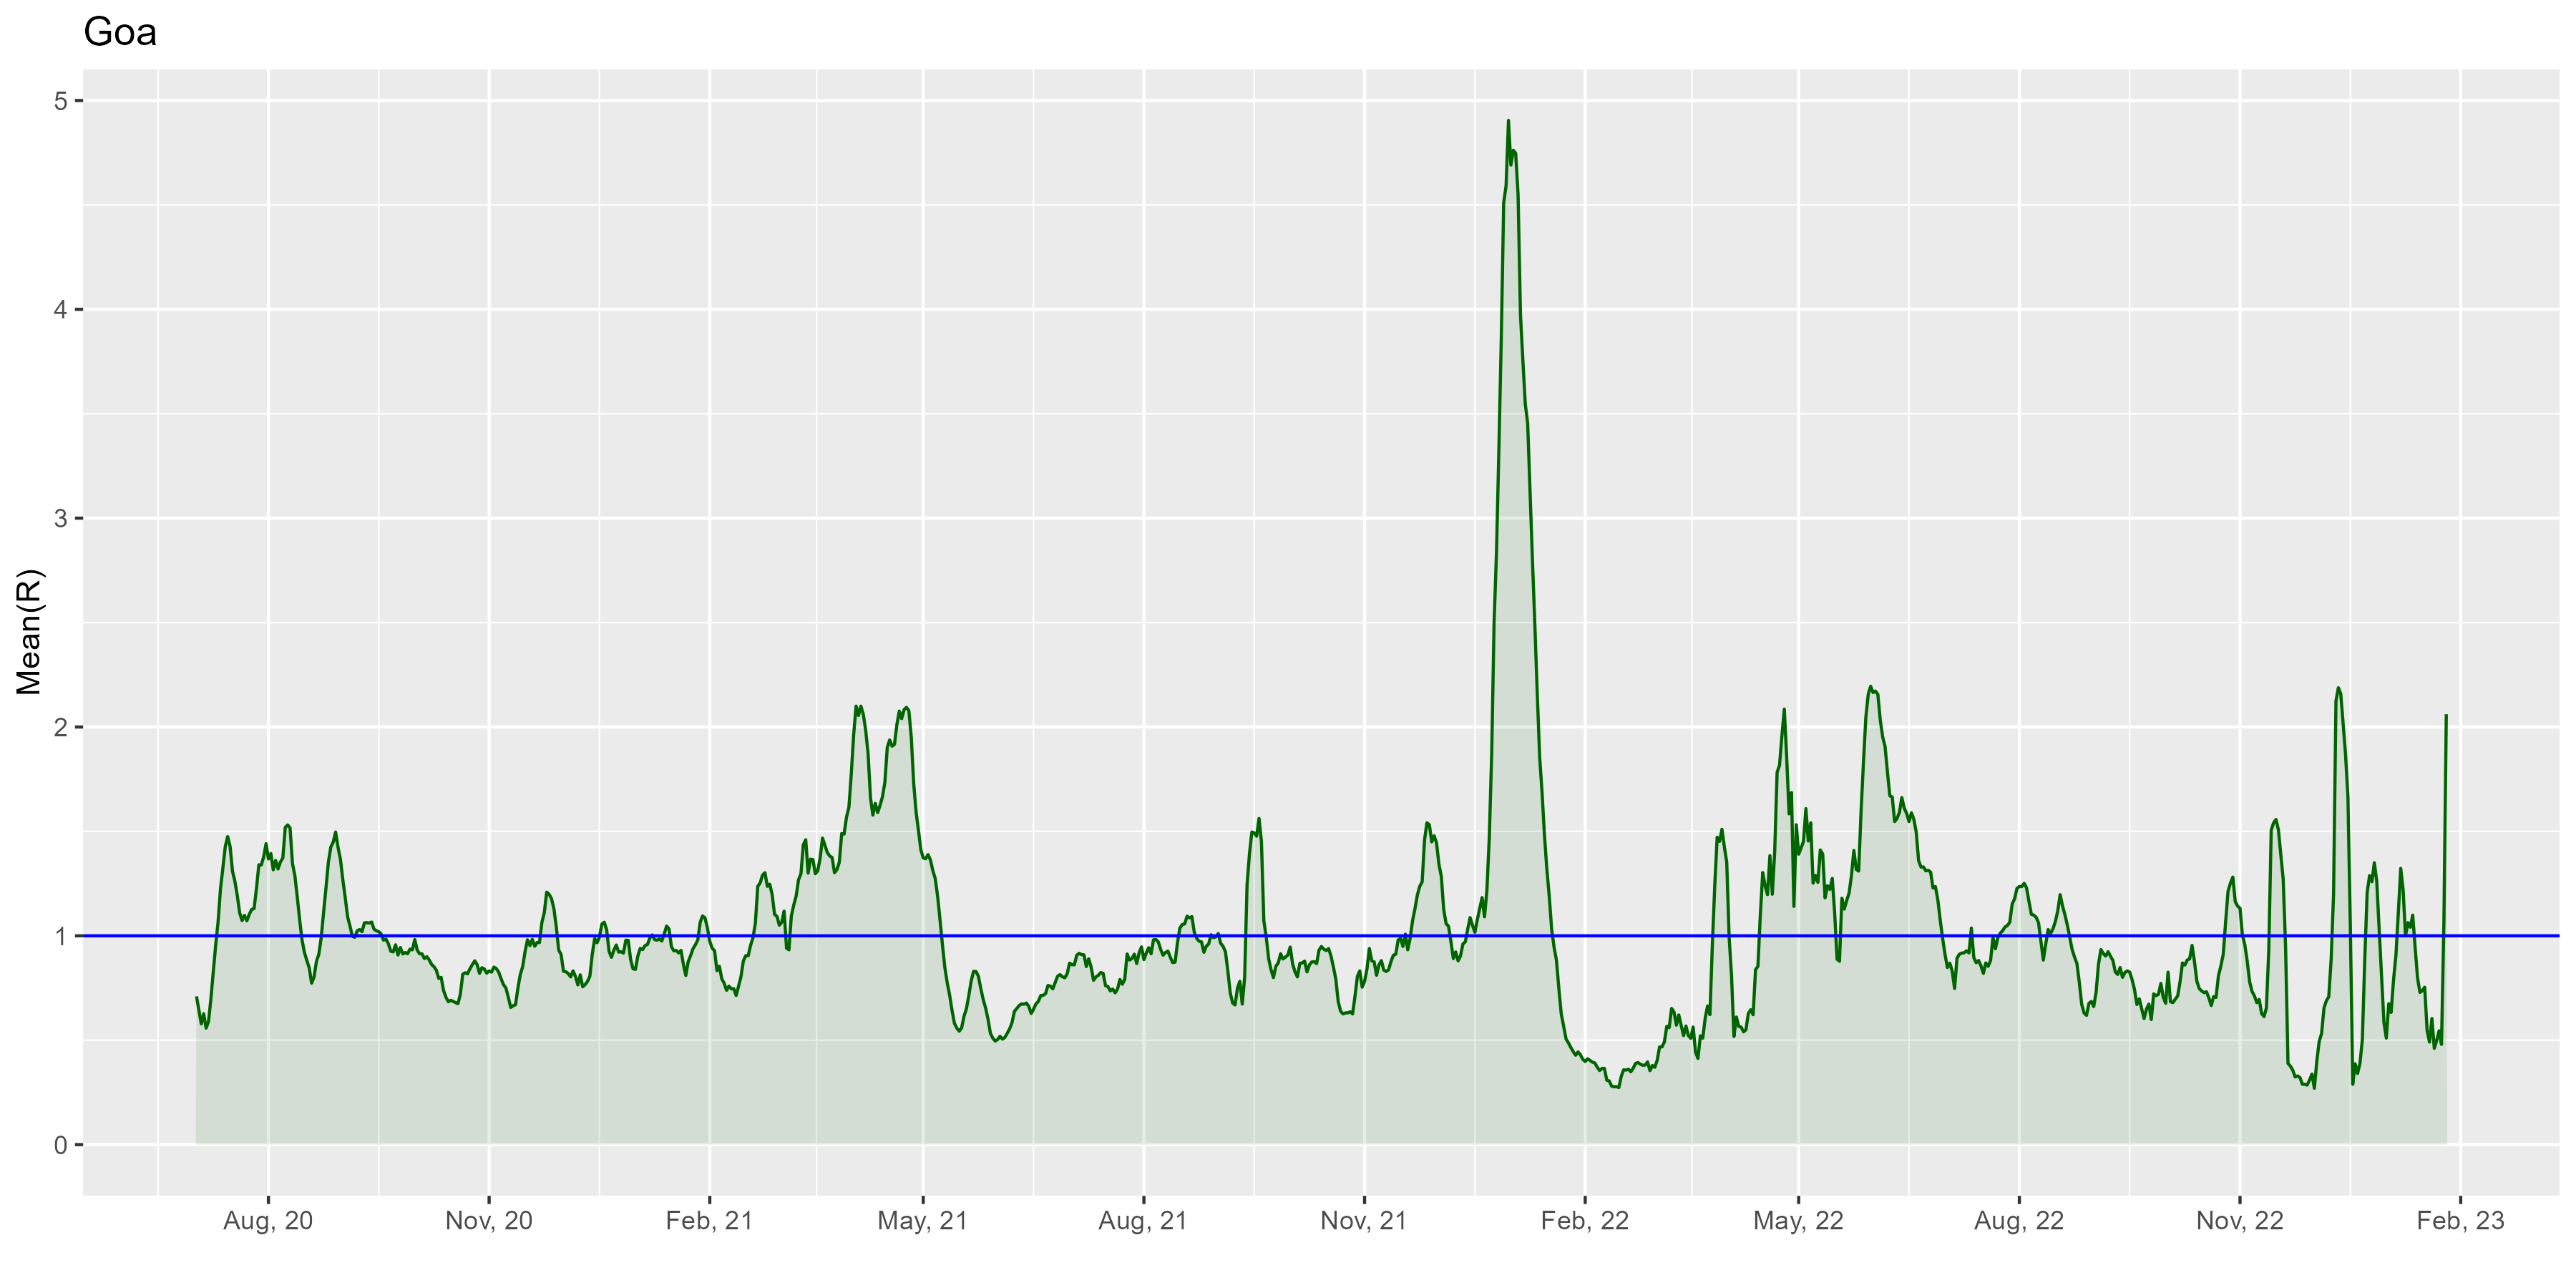 Goa
Mean(R)
5
4
3
2
1
0
Aug, 20
Nov, 20
Feb, 21
May, 21
Aug, 21
Nov, 21
Feb, 22
May, 22
Aug, 22
Nov, 22
Feb, 23